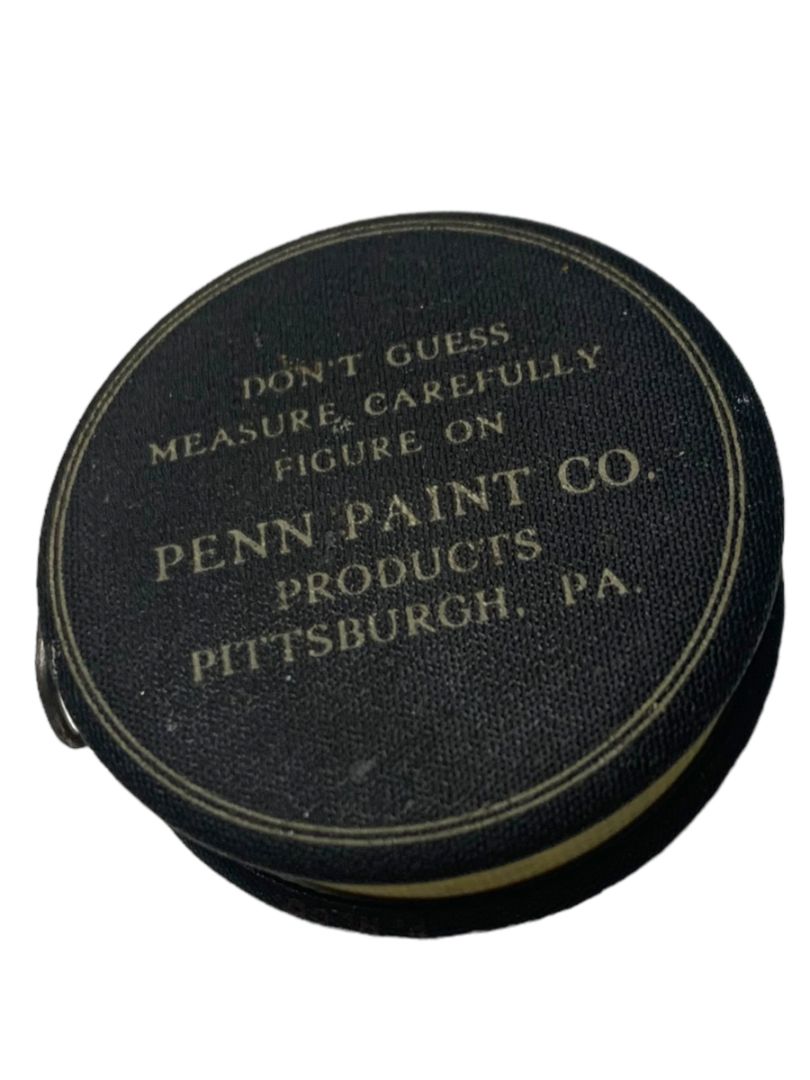 DON'T GUESS
MEASURE CAREFULLY
FIGURE ON
PENN PAINT CO.
PRODUCTS
PITTSBURGH, PA.